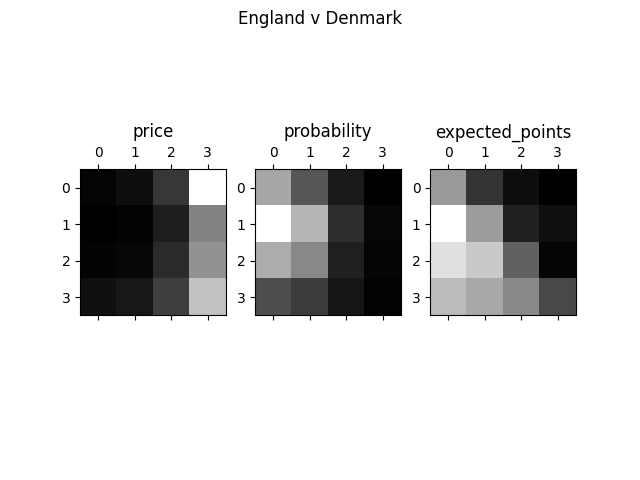 England v Denmark
price probability expected_points
0 1 2 3 0 1 2 3 0 1 2 3
0 0 0
1 1 1
2 2 2
3 3 3